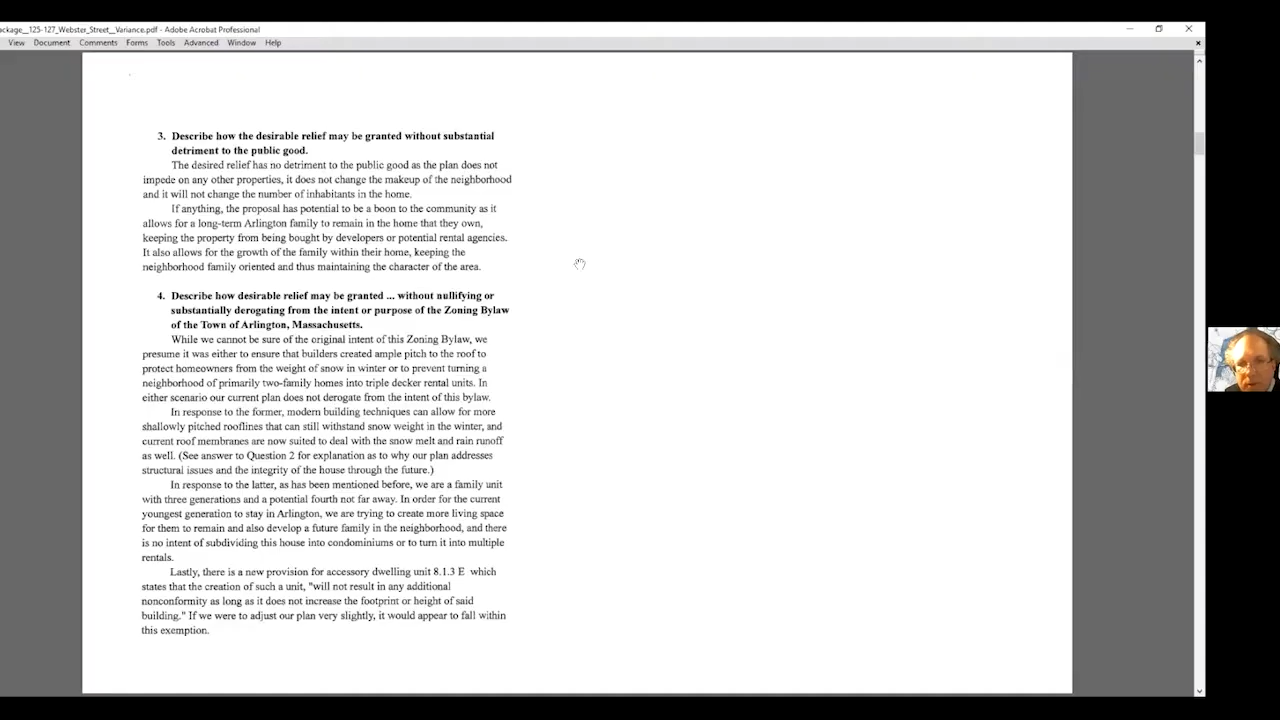 ackage__125-127_Webster_Street__Variance.pdf - Adobe Acrobat Professional
View Document Comments Forms Tools Advanced Window Help
3. Describe how the desirable relief may be granted without substantial
detriment to the public good.
The desired relief has no detriment to the public good as the plan does not
impede on any other properties, it does not change the makeup of the neighborhood
and it will not change the number of inhabitants in the home.
If anything, the proposal has potential to be a boon to the community as it
allows for a long-term Arlington family to remain in the home that they own,
keeping the property from being bought by developers or potential rental agencies.
It also allows for the growth of the family within their home, keeping the
neighborhood family oriented and thus maintaining the character of the area.
4. Describe how desirable relief may be granted ... without nullifying or
substantially derogating from the intent or purpose of the Zoning Bylaw
of the Town of Arlington, Massachusetts.
While we cannot be sure of the original intent of this Zoning Bylaw, we
presume it was either to ensure that builders created ample pitch to the roof to
protect homeowners from the weight of snow in winter or to prevent turning a
neighborhood of primarily two-family homes into triple decker rental units. In
either scenario our current plan does not derogate from the intent of this bylaw.
In response to the former, modern building techniques can allow for more
shallowly pitched rooflines that can still withstand snow weight in the winter, and
current roof membranes are now suited to deal with the snow melt and rain runoff
as well. (See answer to Question 2 for explanation as to why our plan addresses
structural issues and the integrity of the house through the future.)
In response to the latter, as has been mentioned before, we are a family unit
with three generations and a potential fourth not far away. In order for the current
youngest generation to stay in Arlington, we are trying to create more living space
for them to remain and also develop a future family in the neighborhood, and there
is no intent of subdividing this house into condominiums or to turn it into multiple
rentals.
Lastly, there is a new provision for accessory dwelling unit 8.1.3 E which
states that the creation of such a unit, "will not result in any additional
nonconformity as long as it does not increase the footprint or height of said
building." If we were to adjust our plan very slightly, it would appear to fall within
this exemption.